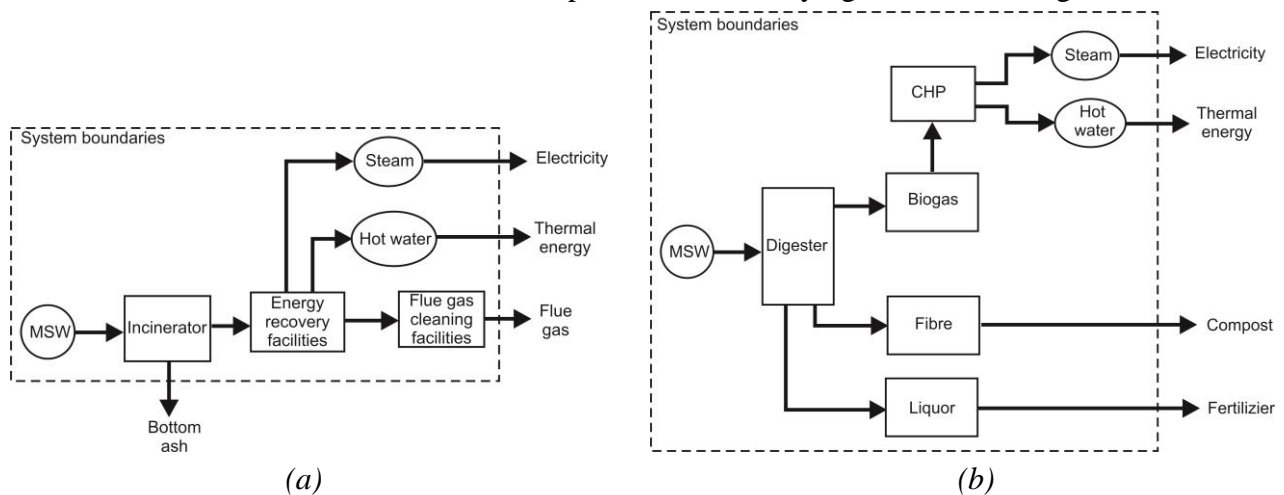 System boundaries
Steam
Electricity
Hot water
Thermal
energy
MSW
Incinerator
Energy
recovery
facilities
Flue gas
cleaning
facilities
Flue
gas
Bottom
ash
(a)
System boundaries
Steam
Electricity
CHP
Hot
water
Thermal
energy
Biogas
MSW
Digester
Fibre
Compost
Liquor
Fertilizier
(b)